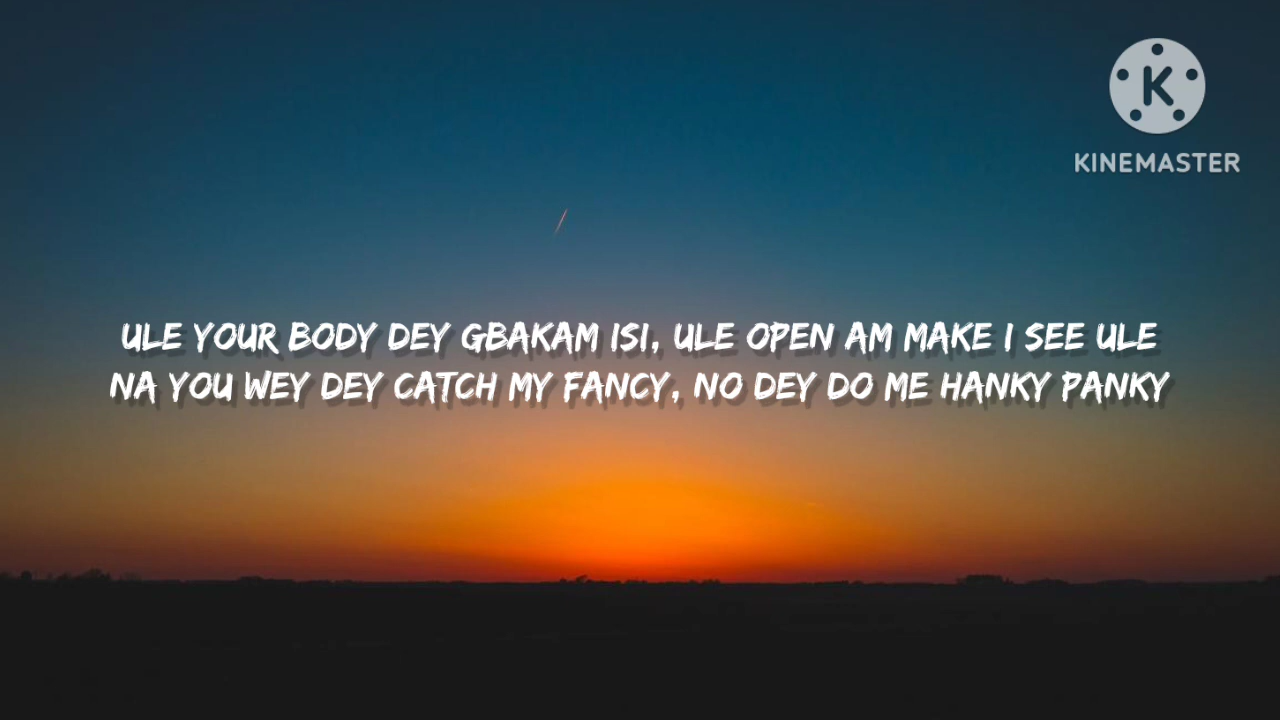 K
KINEMASTER
ULE YOUR BODY DEY GBAKAM ISI, ULE OPEN AM MAKE I SEE ULE
NA YOU WEY DEY CATCH MY FANCY, NO DEY DO ME HANKY PANKY